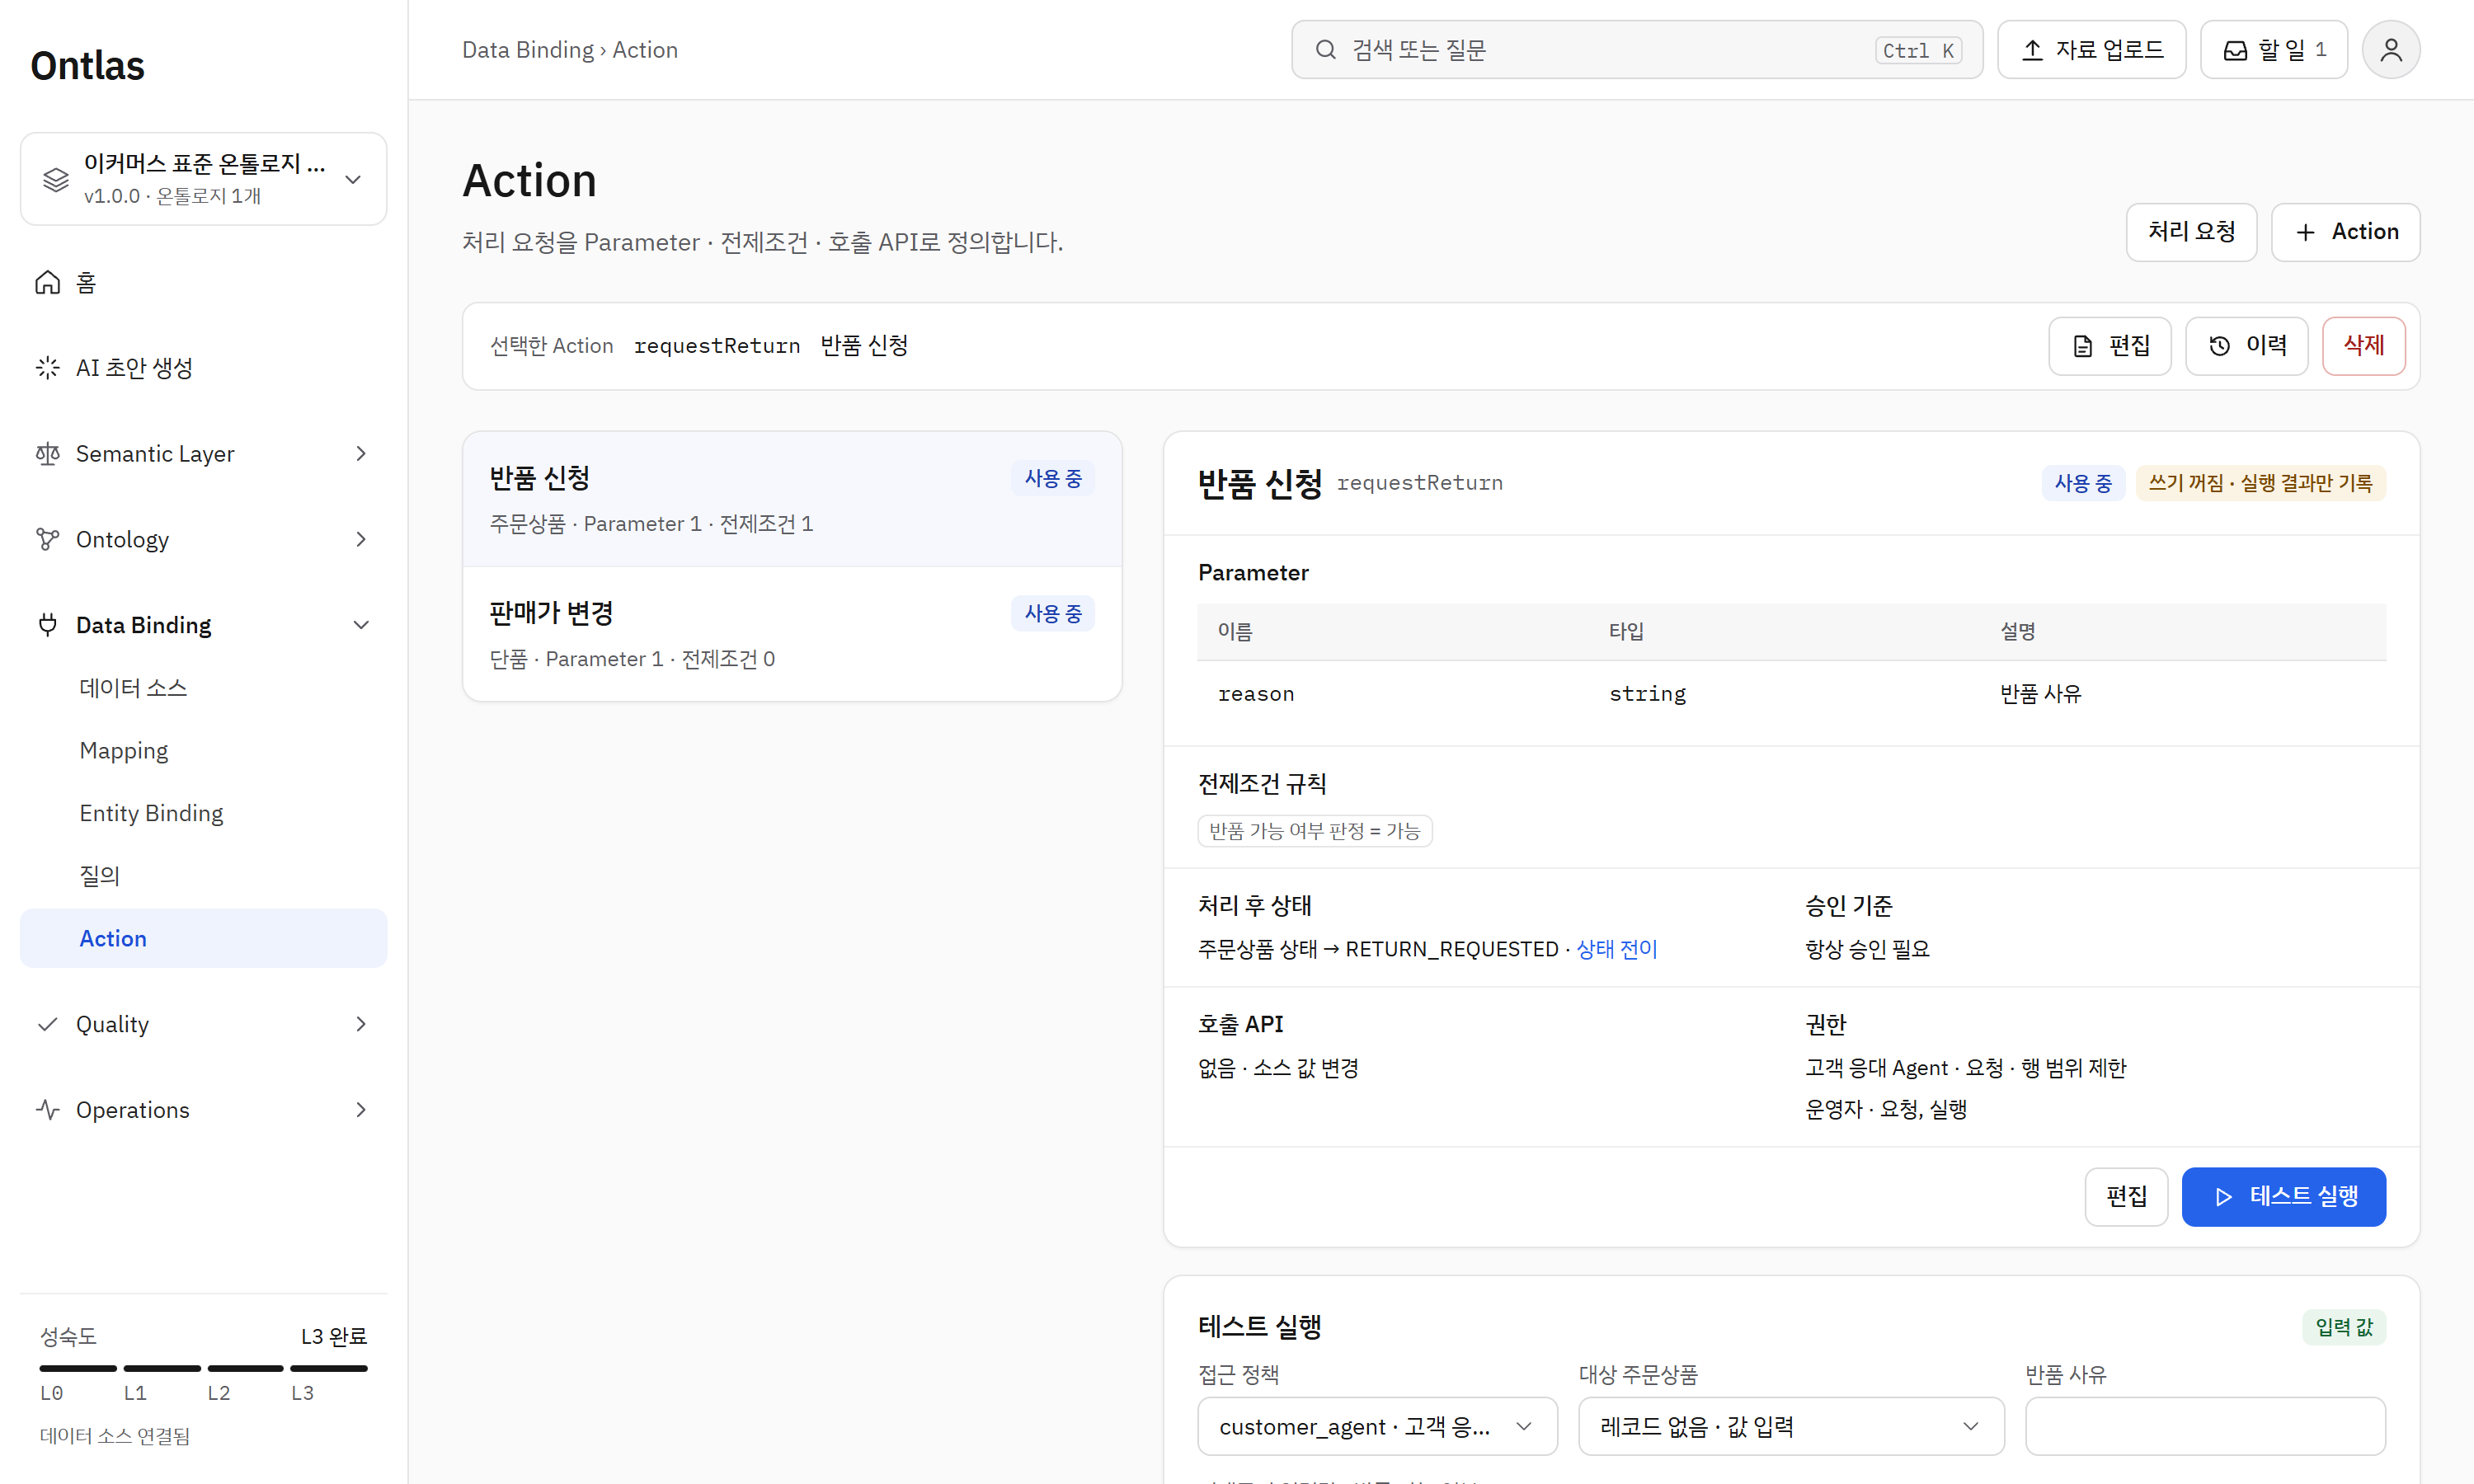 Ontlas
이커머스 표준 온톨로지 ...
v1.0.0 · 온톨로지 1개
홈
AI 초안 생성
Semantic Layer
Ontology
Data Binding
데이터 소스
Mapping
Entity Binding
질의
Action
Quality
Operations
성숙도
L3 완료
L0 L1 L2 L3
데이터 소스 연결됨
Data Binding › Action
검색 또는 질문
Ctrl K
자료 업로드
할 일 1
Action
처리 요청을 Parameter · 전제조건 · 호출 API로 정의합니다.
처리 요청
Action
선택한 Action requestReturn 반품 신청
편집
이력
삭제
반품 신청
사용 중
주문상품 · Parameter 1 · 전제조건 1
판매가 변경
사용 중
단품 · Parameter 1 · 전제조건 0
반품 신청 requestReturn
사용 중
쓰기 꺼짐 · 실행 결과만 기록
Parameter
이름 타입 설명
reason string 반품 사유
전제조건 규칙
반품 가능 여부 판정 = 가능
처리 후 상태
주문상품 상태 → RETURN_REQUESTED · 상태 전이
승인 기준
항상 승인 필요
호출 API
없음 · 소스 값 변경
권한
고객 응대 Agent · 요청 · 행 범위 제한
운영자 · 요청, 실행
편집
테스트 실행
테스트 실행
입력 값
접근 정책
customer_agent · 고객 응...
대상 주문상품
레코드 없음 · 값 입력
반품 사유